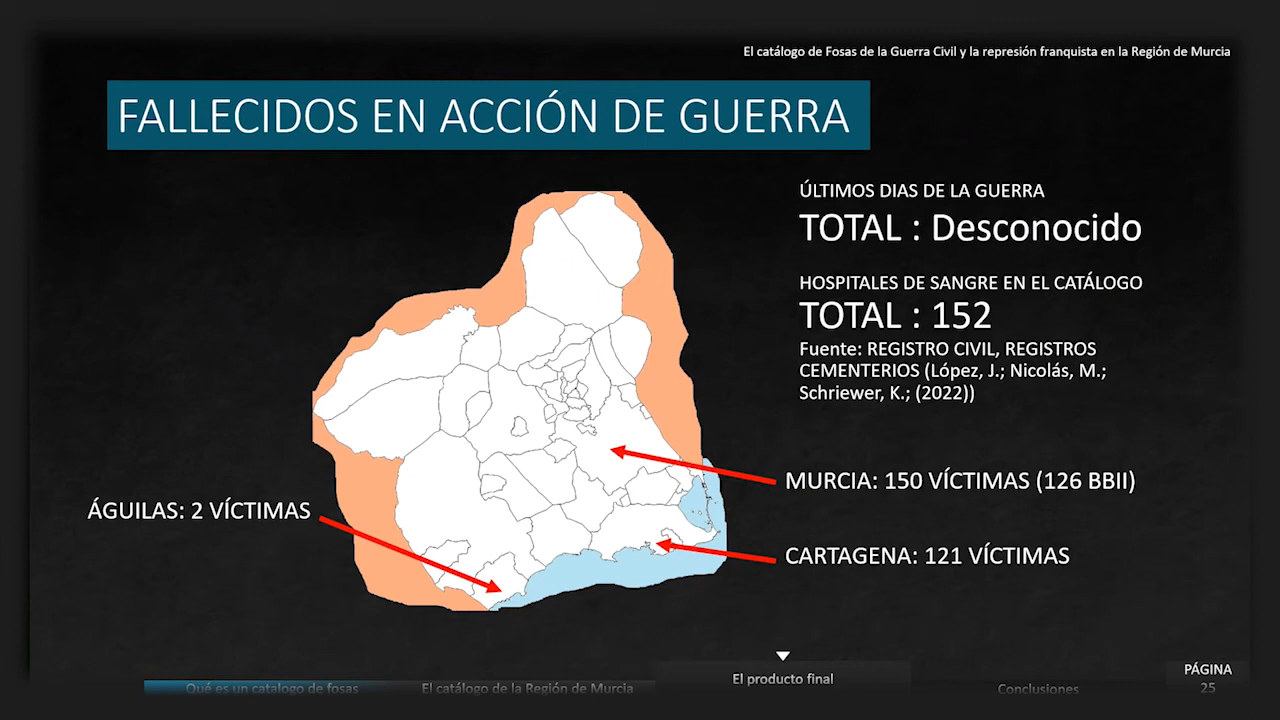 El catálogo de Fosas de la Guerra Civil y la represión franquista en la Región de Murcia
FALLECIDOS EN ACCIÓN DE GUERRA
ÚLTIMOS DIAS DE LA GUERRA
TOTAL : Desconocido
HOSPITALES DE SANGRE EN EL CATÁLOGO
TOTAL : 152
Fuente: REGISTRO CIVIL, REGISTROS
CEMENTERIOS (López, J.; Nicolás, M.;
Schriewer, K.; (2022))
MURCIA: 150 VÍCTIMAS (126 BBII)
ÁGUILAS: 2 VÍCTIMAS
CARTAGENA: 121 VÍCTIMAS
Qué es un catalogo de fosas
El catálogo de la Región de Murcia
El producto final
Conclusiones
PÁGINA
25